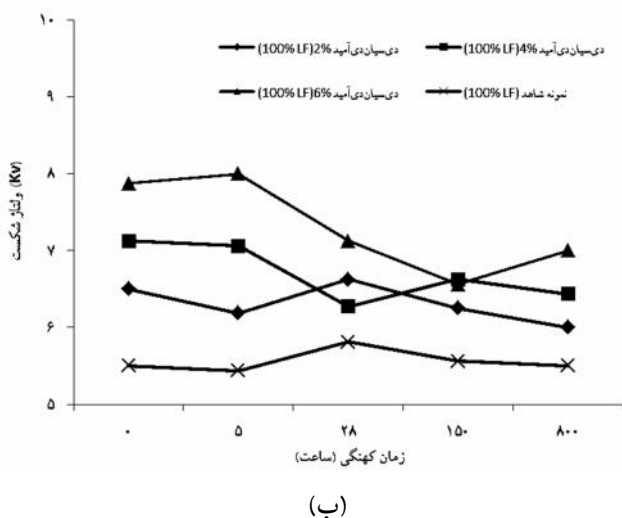 ۱۰
۹
۸
۷
۶
۵
ولتاژ شکست (Kv)
دی‌سیان‌دی‌آمید 2%(100% LF)
دی‌سیان‌دی‌آمید 4%(100% LF)
دی‌سیان‌دی‌آمید 6%(100% LF)
نمونه شاهد (100% LF)
۰ ۵ ۲۸ ۱۵۰ ۸۰۰
زمان کهنگی (ساعت)
(ب)